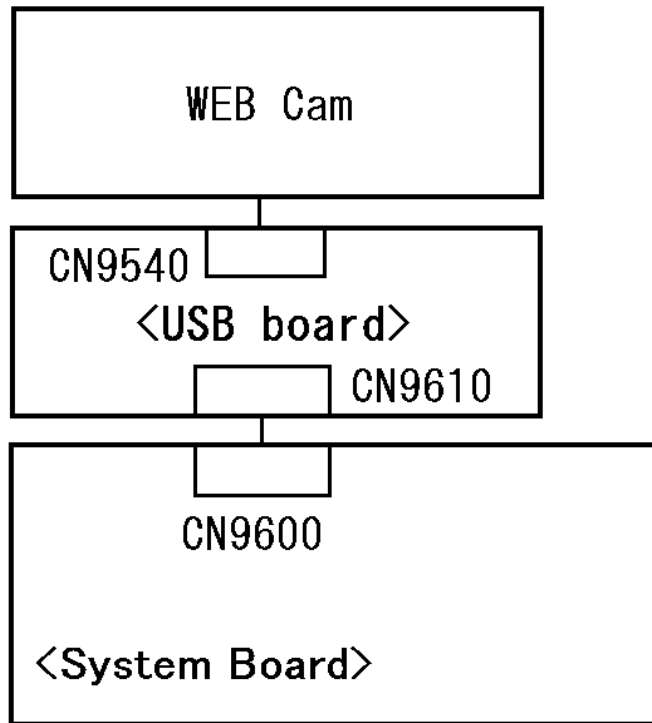 WEB Cam
CN9540
<USB board>
CN9610
CN9600
<System Board>